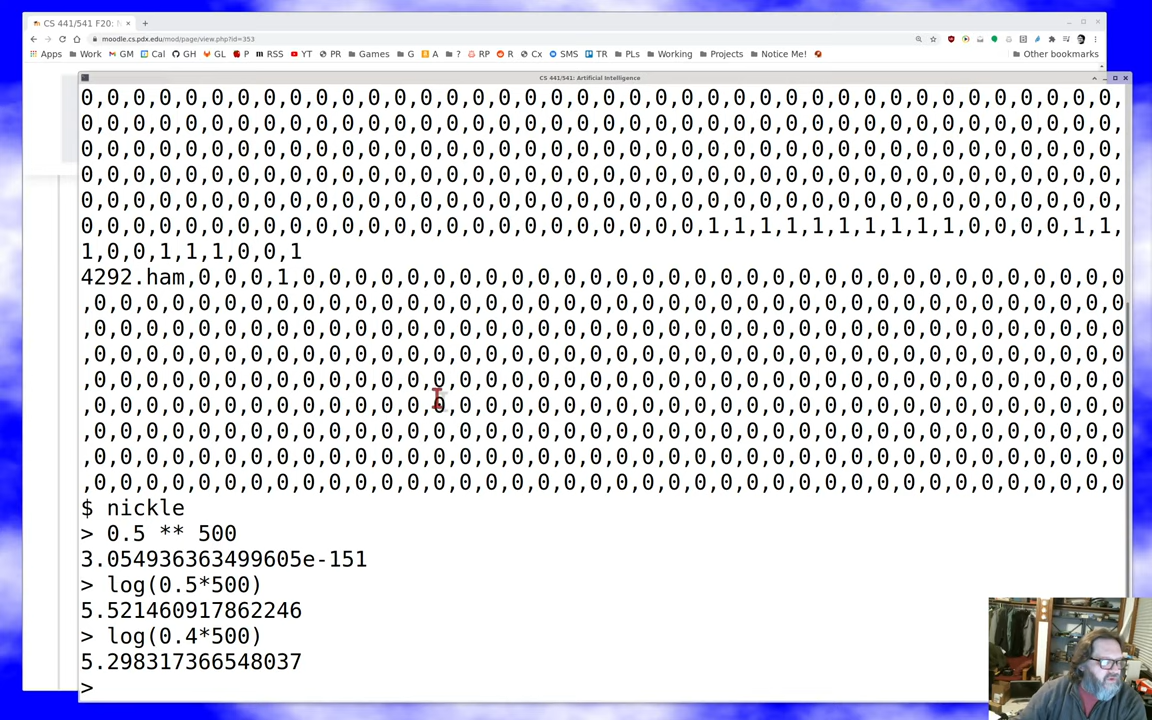 CS 441/541 F20: N
moodle.cs.pdx.edu/mod/page/view.php?id=353
Apps Work GM Cal GH GL P RSS YT PR Games G A ? RP R Cx SMS TR PLs Working Projects Notice Me! Other bookmarks
CS 441/541: Artificial Intelligence
0,0,0,0,0,0,0,0,0,0,0,0,0,0,0,0,0,0,0,0,0,0,0,0,0,0,0,0,0,0,0,0,0,0,0,0,0,0,0,0,
0,0,0,0,0,0,0,0,0,0,0,0,0,0,0,0,0,0,0,0,0,0,0,0,0,0,0,0,0,0,0,0,0,0,0,0,0,0,0,0,
0,0,0,0,0,0,0,0,0,0,0,0,0,0,0,0,0,0,0,0,0,0,0,0,0,0,0,0,0,0,0,0,0,0,0,0,0,0,0,0,
0,0,0,0,0,0,0,0,0,0,0,0,0,0,0,0,0,0,0,0,0,0,0,0,0,0,0,0,0,0,0,0,0,0,0,0,0,0,0,0,
0,0,0,0,0,0,0,0,0,0,0,0,0,0,0,0,0,0,0,0,0,0,0,0,0,0,0,0,0,0,0,0,0,0,0,0,0,0,0,0,
0,0,0,0,0,0,0,0,0,0,0,0,0,0,0,0,0,0,0,0,0,0,0,0,1,1,1,1,1,1,1,1,1,1,0,0,0,0,1,1,
1,0,0,1,1,1,0,0,1
4292.ham,0,0,0,1,0,0,0,0,0,0,0,0,0,0,0,0,0,0,0,0,0,0,0,0,0,0,0,0,0,0,0,0,0,0,0,0
,0,0,0,0,0,0,0,0,0,0,0,0,0,0,0,0,0,0,0,0,0,0,0,0,0,0,0,0,0,0,0,0,0,0,0,0,0,0,0,0
,0,0,0,0,0,0,0,0,0,0,0,0,0,0,0,0,0,0,0,0,0,0,0,0,0,0,0,0,0,0,0,0,0,0,0,0,0,0,0,0
,0,0,0,0,0,0,0,0,0,0,0,0,0,0,0,0,0,0,0,0,0,0,0,0,0,0,0,0,0,0,0,0,0,0,0,0,0,0,0,0
,0,0,0,0,0,0,0,0,0,0,0,0,0,0,0,0,0,0,0,0,0,0,0,0,0,0,0,0,0,0,0,0,0,0,0,0,0,0,0,0
,0,0,0,0,0,0,0,0,0,0,0,0,0,0,0,0,0,0,0,0,0,0,0,0,0,0,0,0,0,0,0,0,0,0,0,0,0,0,0,0
,0,0,0,0,0,0,0,0,0,0,0,0,0,0,0,0,0,0,0,0,0,0,0,0,0,0,0,0,0,0,0,0,0,0,0,0,0,0,0,0
,0,0,0,0,0,0,0,0,0,0,0,0,0,0,0,0,0,0,0,0,0,0,0,0,0,0,0,0,0,0,0,0,0,0,0,0,0,0,0,0
,0,0,0,0,0,0,0,0,0,0,0,0,0,0,0,0,0,0,0,0,0,0,0,0,0,0,0,0,0,0,0,0,0,0,0,0,0,0,0,0
$ nickle
> 0.5 ** 500
3.054936363499605e-151
> log(0.5*500)
5.521460917862246
> log(0.4*500)
5.298317366548037
>